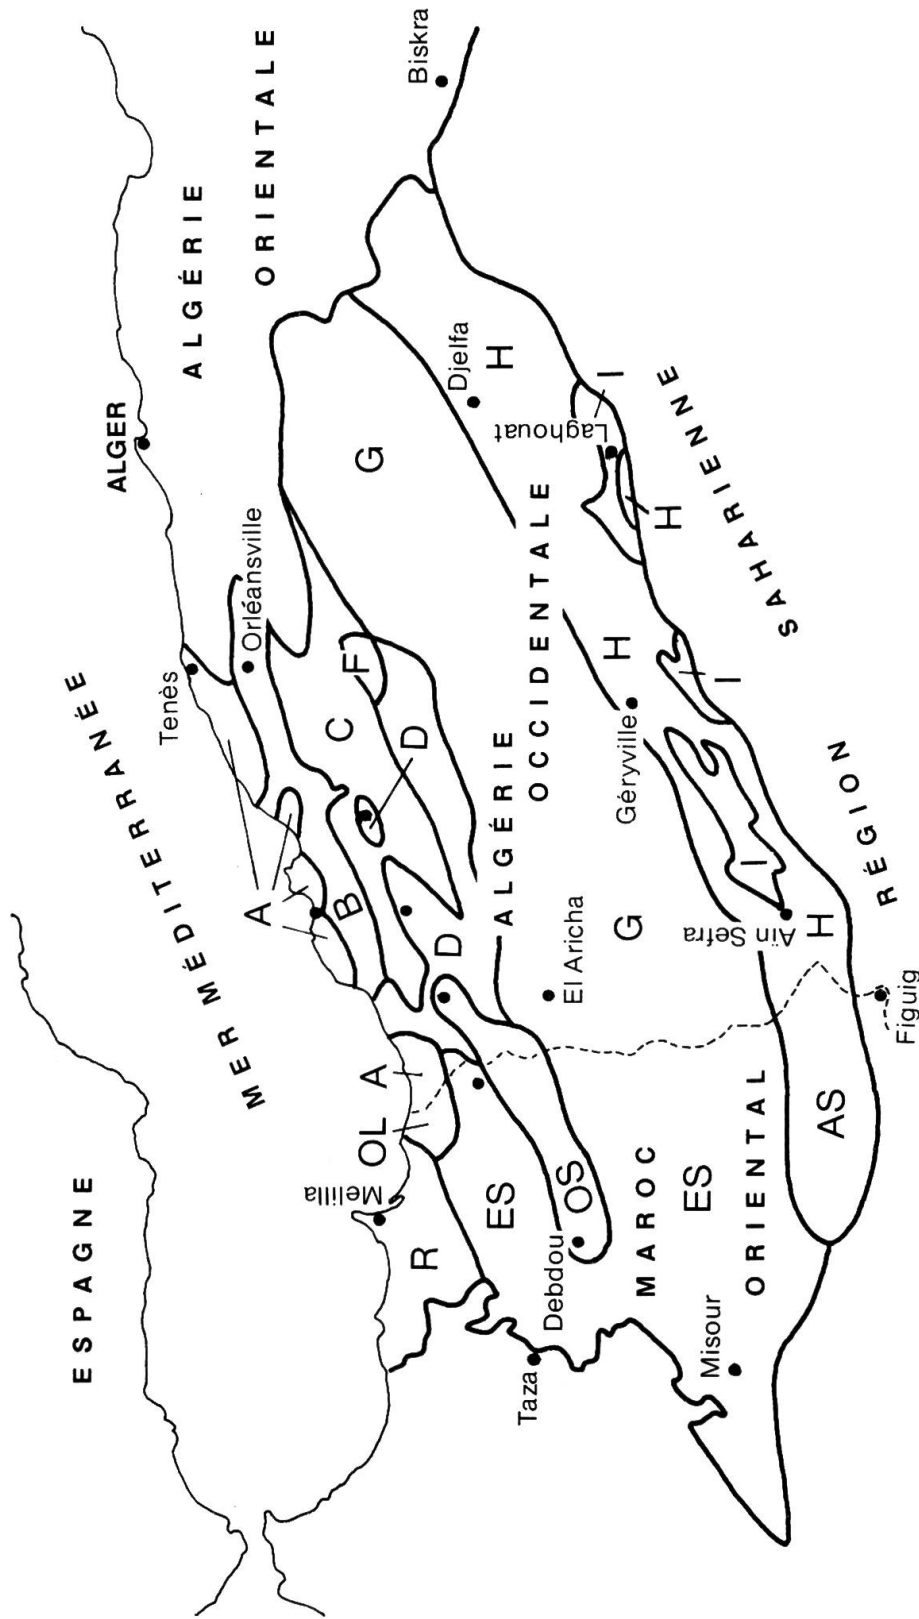 ESPAGNE
MER MÉDITERRANÉE
ALGER
ALGÉRIE
ORIENTALE
Biskra
Tenès
Orléansville
Melilla
OL
A
A
B
C
F
D
D
G
Djelfa
H
I
Laghouat
H
R
ES
Taza
Debdou
OS
El Aricha
ALGÉRIE
OCCIDENTALE
G
H
Géryville
I
I
Aïn Sefra
H
MAROC
ORIENTAL
ES
Misour
AS
Figuig
RÉGION
SAHARIENNE